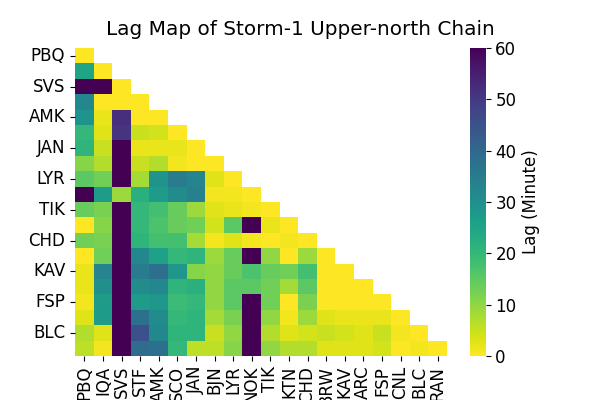 Lag Map of Storm-1 Upper-north Chain
PBQ
SVS
AMK
JAN
LYR
TIK
CHD
KAV
FSP
BLC
60
50
40
30
20
10
0
Lag (Minute)
PBQ IQA SVS STF AMK SCO JAN BJN LYR NOK TIK KTN CHD BRW KAV ARC FSP CNL BLC RAN